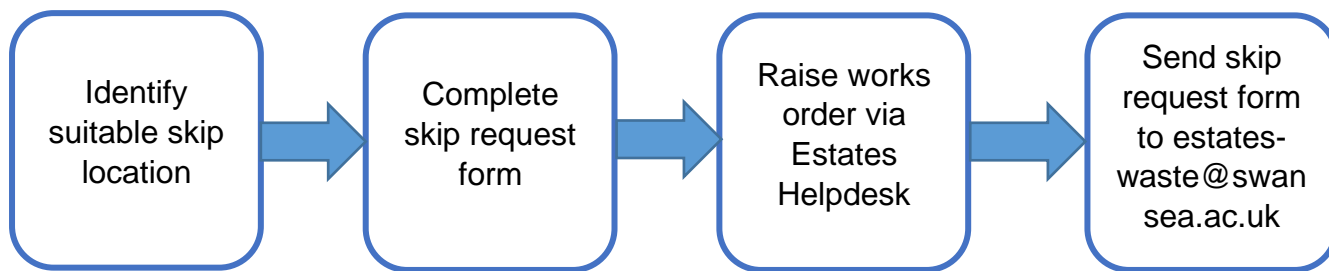 Identify
suitable skip
location
Complete
skip request
form
Raise works
order via
Estates
Helpdesk
Send skip
request form
to estates-
waste@swan
sea.ac.uk